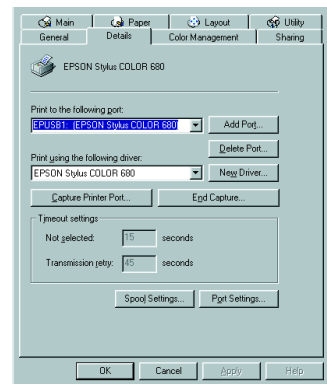 Main Paper Layout Utility
General Details Color Management Sharing
EPSON Stylus COLOR 680
Print to the following port:
EPUSB1: (EPSON Stylus COLOR 680)
Add Port...
Delete Port...
Print using the following driver:
EPSON Stylus COLOR 680
New Driver...
Capture Printer Port... End Capture...
Timeout settings
Not selected: 15 seconds
Transmission retry: 45 seconds
Spool Settings... Port Settings...
OK Cancel Apply Help